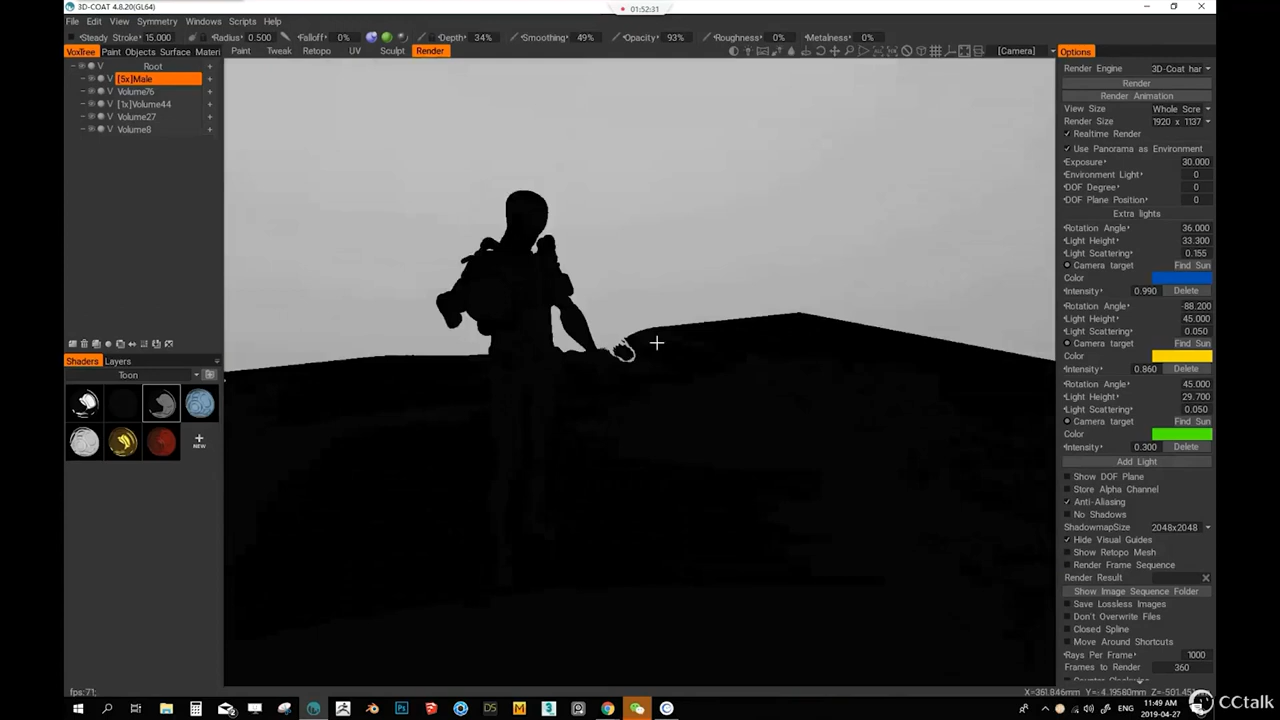 3D-COAT 4.8.20(GL64)
01:52:31
File Edit View Symmetry Windows Scripts Help
Steady Stroke 15.000 Radius 0.500 Falloff 0% Depth 34% Smoothing 49% Opacity 93% Roughness 0% Metalness 0%
VoxTree Paint Objects Surface Materi
Paint Tweak Retopo UV Sculpt Render
[Camera]
Options
Root
[5x]Male
Volume76
[1x]Volume44
Volume27
Volume8
Shaders Layers
Toon
NEW
Render Engine 3D-Coat har
Render
Render Animation
View Size Whole Scre
Render Size 1920 x 1137
Realtime Render
Use Panorama as Environment
Exposure 30.000
Environment Light 0
DOF Degree 0
DOF Plane Position 0
Extra lights
Rotation Angle 36.000
Light Height 33.300
Light Scattering 0.155
Camera target Find Sun
Color
Intensity 0.990 Delete
Rotation Angle -88.200
Light Height 45.000
Light Scattering 0.050
Camera target Find Sun
Color
Intensity 0.860 Delete
Rotation Angle 45.000
Light Height 29.700
Light Scattering 0.050
Camera target Find Sun
Color
Intensity 0.300 Delete
Add Light
Show DOF Plane
Store Alpha Channel
Anti-Aliasing
No Shadows
ShadowmapSize 2048x2048
Hide Visual Guides
Show Retopo Mesh
Render Frame Sequence
Render Result
Show Image Sequence Folder
Save Lossless Images
Don't Overwrite Files
Closed Spline
Move Around Shortcuts
Rays Per Frame 1000
Frames to Render 360
fps:71;
X=361.846mm Y=-4.19580mm
ENG
11:49 AM
2019-04-27
CCtalk